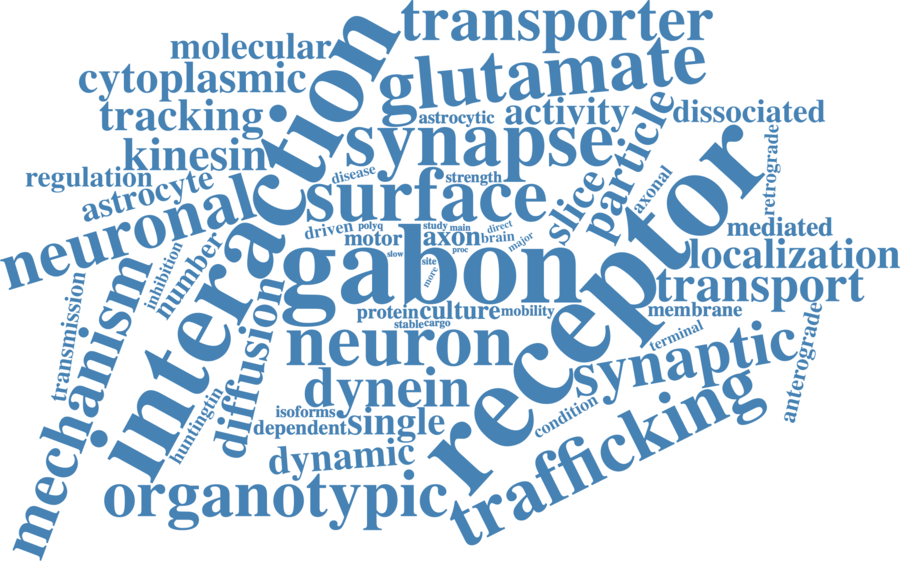 transporter
molecular
cytoplasmic
glutamate
tracking
astrocytic
activity
dissociated
kinesin
synapse
particle
retrograde
regulation
astrocyte
disease
strength
surface
slice
axonal
neuronal
interaction
receptor
driven
polyq
study
main
direct
motor
axon
brain
major
mediated
slow
proc
site
more
gabon
localization
inhibition
number
transport
transmission
mechanism
diffusion
protein
culture
mobility
membrane
stable
cargo
neuron
terminal
synaptic
anterograde
dynein
huntingtin
isoforms
dependent
single
condition
trafficking
dynamic
organotypic